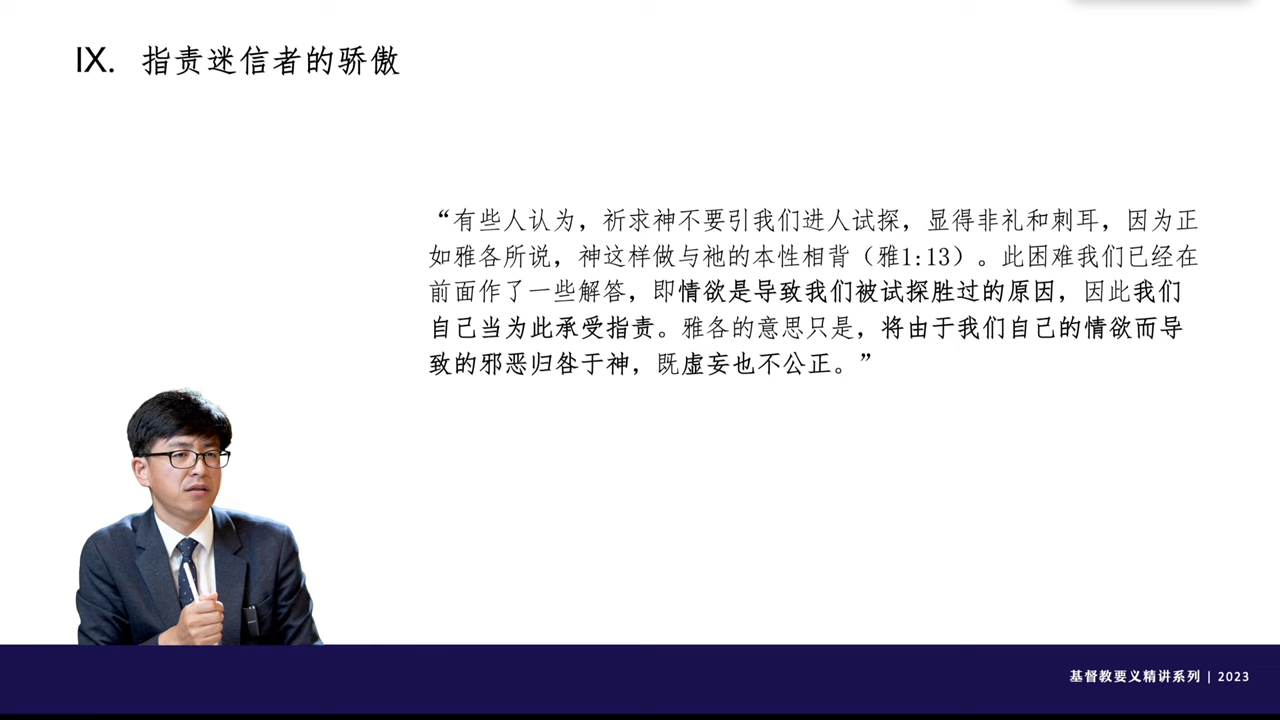 IX. 指责迷信者的骄傲
“有些人认为，祈求神不要引我们进人试探，显得非礼和刺耳，因为正
如雅各所说，神这样做与祂的本性相背（雅1:13）。此困难我们已经在
前面作了一些解答，即情欲是导致我们被试探胜过的原因，因此我们
自己当为此承受指责。雅各的意思只是，将由于我们自己的情欲而导
致的邪恶归咎于神，既虚妄也不公正。”
基督教要义精讲系列 | 2023